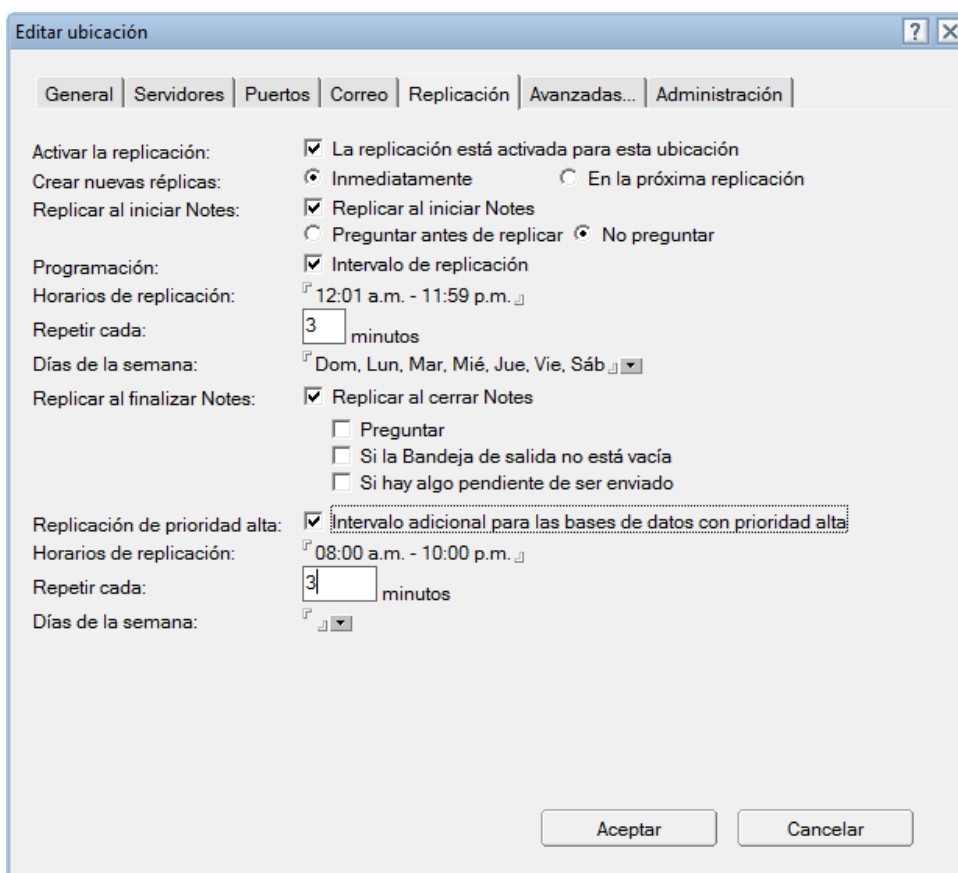 Editar ubicación
General Servidores Puertos Correo Replicación Avanzadas... Administración
Activar la replicación: La replicación está activada para esta ubicación
Crear nuevas réplicas: Inmediatamente En la próxima replicación
Replicar al iniciar Notes: Replicar al iniciar Notes
Preguntar antes de replicar No preguntar
Programación: Intervalo de replicación
Horarios de replicación: 12:01 a.m. - 11:59 p.m.
Repetir cada: 3 minutos
Días de la semana: Dom, Lun, Mar, Mié, Jue, Vie, Sáb
Replicar al finalizar Notes: Replicar al cerrar Notes
Preguntar
Si la Bandeja de salida no está vacía
Si hay algo pendiente de ser enviado
Replicación de prioridad alta: Intervalo adicional para las bases de datos con prioridad alta
Horarios de replicación: 08:00 a.m. - 10:00 p.m.
Repetir cada: 3 minutos
Días de la semana:
Aceptar Cancelar